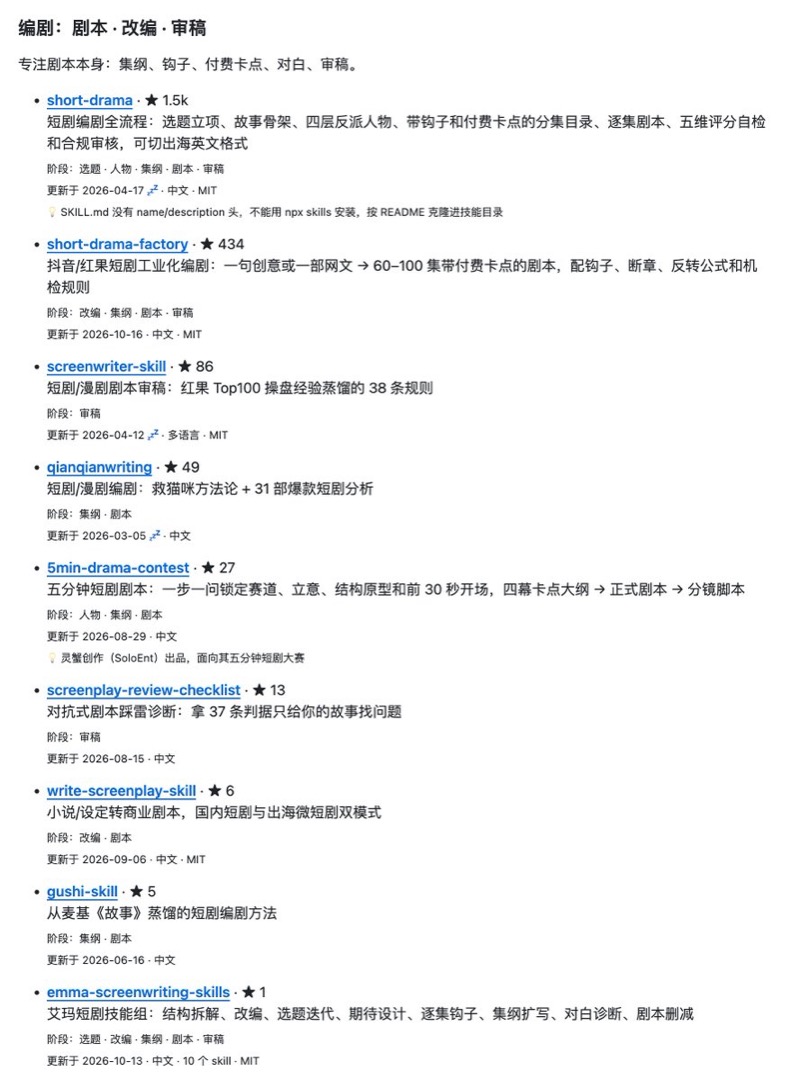 编剧：剧本 · 改编 · 审稿
专注剧本本身：集纲、钩子、付费卡点、对白、审稿。
• short-drama · ★ 1.5k
短剧编剧全流程：选题立项、故事骨架、四层反派人物、带钩子和付费卡点的分集目录、逐集剧本、五维评分自检
和合规审核，可切出海英文格式
阶段：选题 · 人物 · 集纲 · 剧本 · 审稿
更新于 2026-04-17 💤 · 中文 · MIT
💡 SKILL.md 没有 name/description 头，不能用 npx skills 安装，按 README 克隆进技能目录
• short-drama-factory · ★ 434
抖音/红果短剧工业化编剧：一句创意或一部网文 → 60–100 集带付费卡点的剧本，配钩子、断章、反转公式和机
检规则
阶段：改编 · 集纲 · 剧本 · 审稿
更新于 2026-10-16 · 中文 · MIT
• screenwriter-skill · ★ 86
短剧/漫剧剧本审稿：红果 Top100 操盘经验蒸馏的 38 条规则
阶段：审稿
更新于 2026-04-12 💤 · 多语言 · MIT
• qianqianwriting · ★ 49
短剧/漫剧编剧：救猫咪方法论 + 31 部爆款短剧分析
阶段：集纲 · 剧本
更新于 2026-03-05 💤 · 中文
• 5min-drama-contest · ★ 27
五分钟短剧剧本：一步一问锁定赛道、立意、结构原型和前 30 秒开场，四幕卡点大纲 → 正式剧本 → 分镜脚本
阶段：人物 · 集纲 · 剧本
更新于 2026-08-29 · 中文
💡 灵蟹创作（SoloEnt）出品，面向其五分钟短剧大赛
• screenplay-review-checklist · ★ 13
对抗式剧本踩雷诊断：拿 37 条判据只给你的故事找问题
阶段：审稿
更新于 2026-08-15 · 中文
• write-screenplay-skill · ★ 6
小说/设定转商业剧本，国内短剧与出海微短剧双模式
阶段：改编 · 剧本
更新于 2026-09-06 · 中文 · MIT
• gushi-skill · ★ 5
从麦基《故事》蒸馏的短剧编剧方法
阶段：集纲 · 剧本
更新于 2026-06-16 · 中文
• emma-screenwriting-skills · ★ 1
艾玛短剧技能组：结构拆解、改编、选题迭代、期待设计、逐集钩子、集纲扩写、对白诊断、剧本删减
阶段：选题 · 改编 · 集纲 · 剧本 · 审稿
更新于 2026-10-13 · 中文 · 10 个 skill · MIT